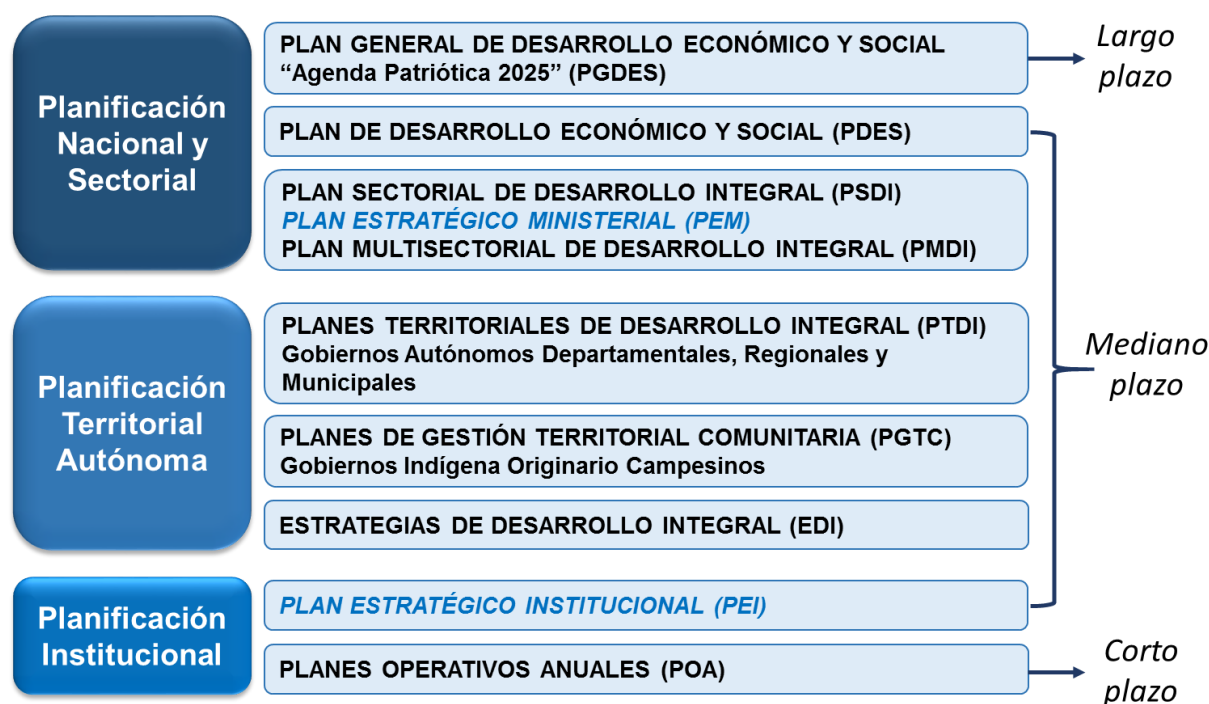 Planificación
Nacional y
Sectorial
PLAN GENERAL DE DESARROLLO ECONÓMICO Y SOCIAL
“Agenda Patriótica 2025” (PGDES)
Largo
plazo
PLAN DE DESARROLLO ECONÓMICO Y SOCIAL (PDES)
PLAN SECTORIAL DE DESARROLLO INTEGRAL (PSDI)
PLAN ESTRATÉGICO MINISTERIAL (PEM)
PLAN MULTISECTORIAL DE DESARROLLO INTEGRAL (PMDI)
Planificación
Territorial
Autónoma
PLANES TERRITORIALES DE DESARROLLO INTEGRAL (PTDI)
Gobiernos Autónomos Departamentales, Regionales y
Municipales
Mediano
plazo
PLANES DE GESTIÓN TERRITORIAL COMUNITARIA (PGTC)
Gobiernos Indígena Originario Campesinos
ESTRATEGIAS DE DESARROLLO INTEGRAL (EDI)
Planificación
Institucional
PLAN ESTRATÉGICO INSTITUCIONAL (PEI)
PLANES OPERATIVOS ANUALES (POA)
Corto
plazo